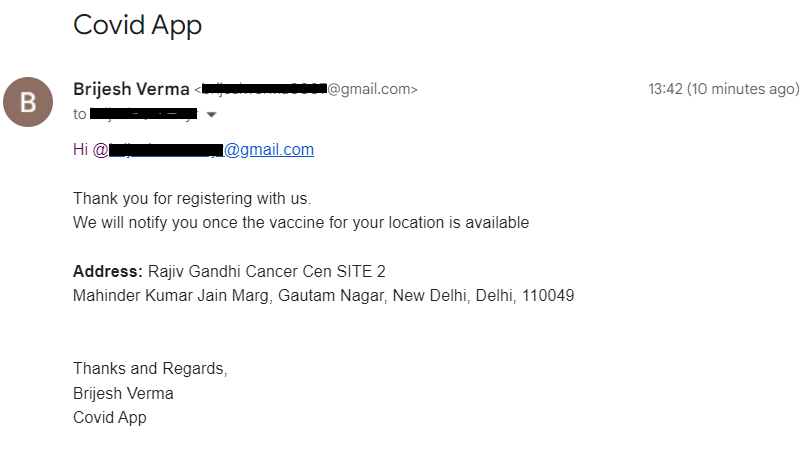 Covid App
B
Brijesh Verma < @gmail.com> 13:42 (10 minutes ago)
to
Hi @ @gmail.com
Thank you for registering with us.
We will notify you once the vaccine for your location is available
Address: Rajiv Gandhi Cancer Cen SITE 2
Mahinder Kumar Jain Marg, Gautam Nagar, New Delhi, Delhi, 110049
Thanks and Regards,
Brijesh Verma
Covid App